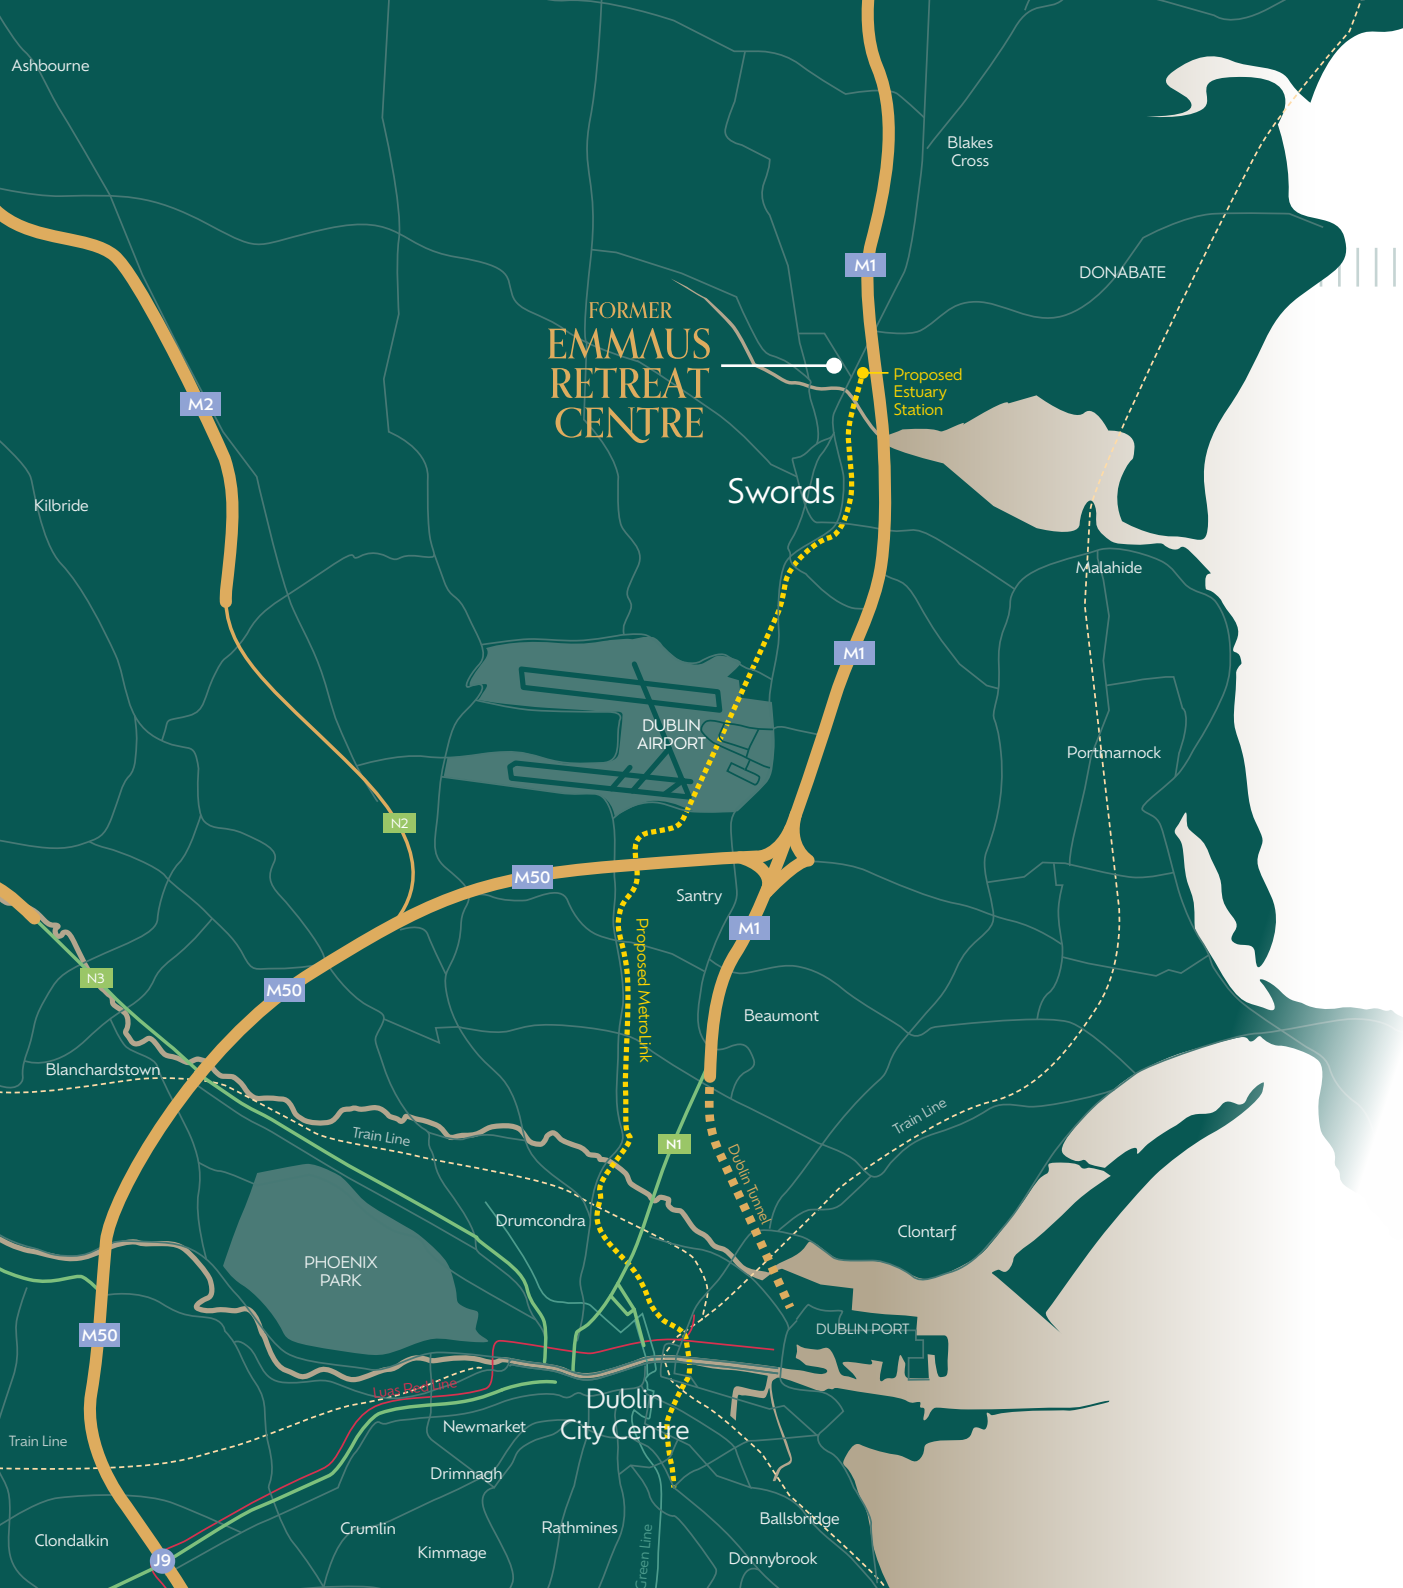 Ashbourne
Blakes
Cross
M1
DONABATE
FORMER
EMMAUS
RETREAT
CENTRE
Proposed
Estuary
Station
M2
Swords
Kilbride
Malahide
M1
DUBLIN
AIRPORT
Portmarnock
N2
M50
Santry
M1
Proposed MetroLink
N3
M50
Beaumont
Blanchardstown
Train Line
Train Line
N1
Dublin Tunnel
Drumcondra
Clontarf
PHOENIX
PARK
M50
DUBLIN PORT
Luas Red Line
Dublin
City Centre
Newmarket
Train Line
Drimnagh
Clondalkin
Crumlin
Rathmines
Ballsbridge
Kimmage
Green Line
Donnybrook
J9